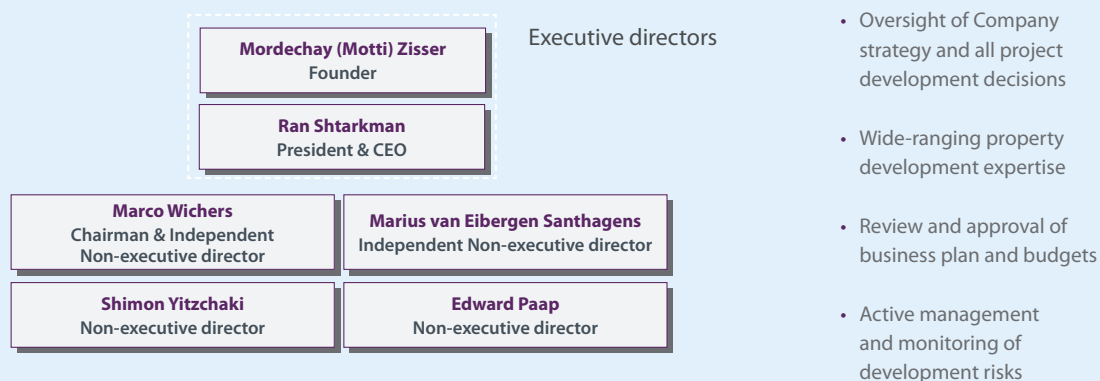 Mordechay (Motti) Zisser
Founder
Executive directors
Ran Shtarkman
President & CEO
Marco Wichers
Chairman & Independent
Non-executive director
Marius van Eibergen Santhagens
Independent Non-executive director
Shimon Yitzchaki
Non-executive director
Edward Paap
Non-executive director
• Oversight of Company
strategy and all project
development decisions
• Wide-ranging property
development expertise
• Review and approval of
business plan and budgets
• Active management
and monitoring of
development risks